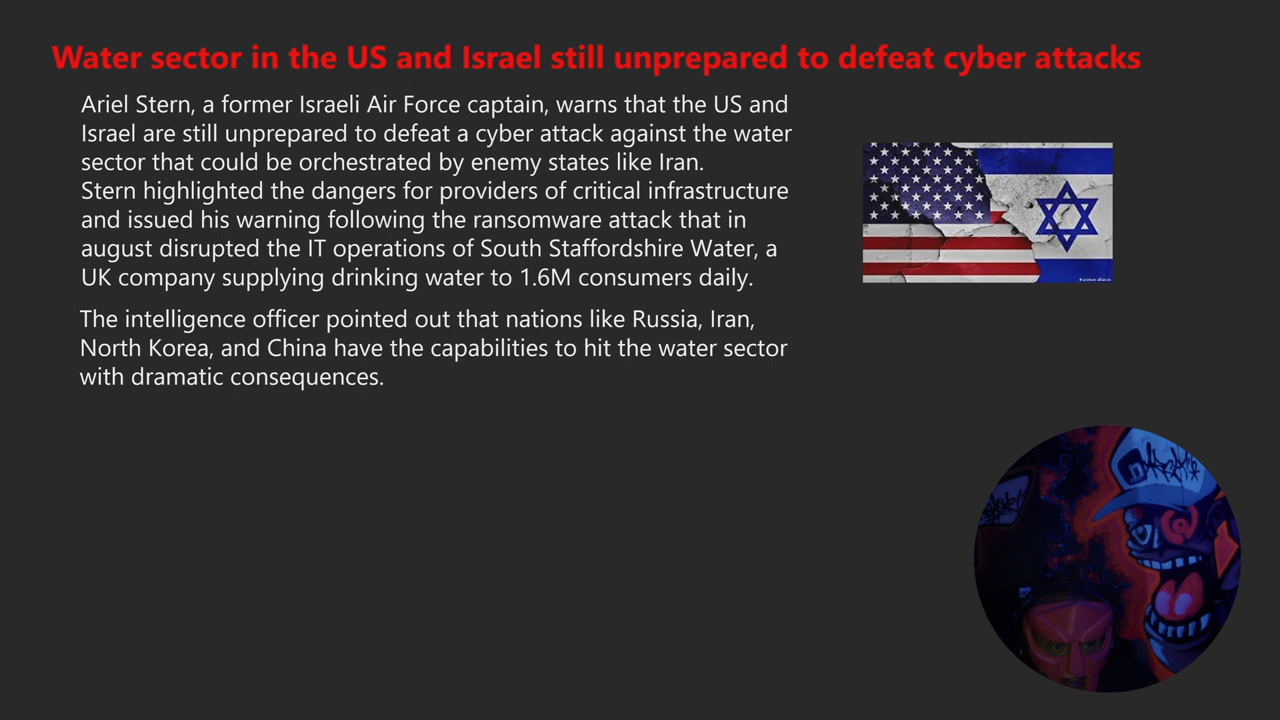 Water sector in the US and Israel still unprepared to defeat cyber attacks
Ariel Stern, a former Israeli Air Force captain, warns that the US and
Israel are still unprepared to defeat a cyber attack against the water
sector that could be orchestrated by enemy states like Iran.
Stern highlighted the dangers for providers of critical infrastructure
and issued his warning following the ransomware attack that in
august disrupted the IT operations of South Staffordshire Water, a
UK company supplying drinking water to 1.6M consumers daily.
The intelligence officer pointed out that nations like Russia, Iran,
North Korea, and China have the capabilities to hit the water sector
with dramatic consequences.
© picture alliance